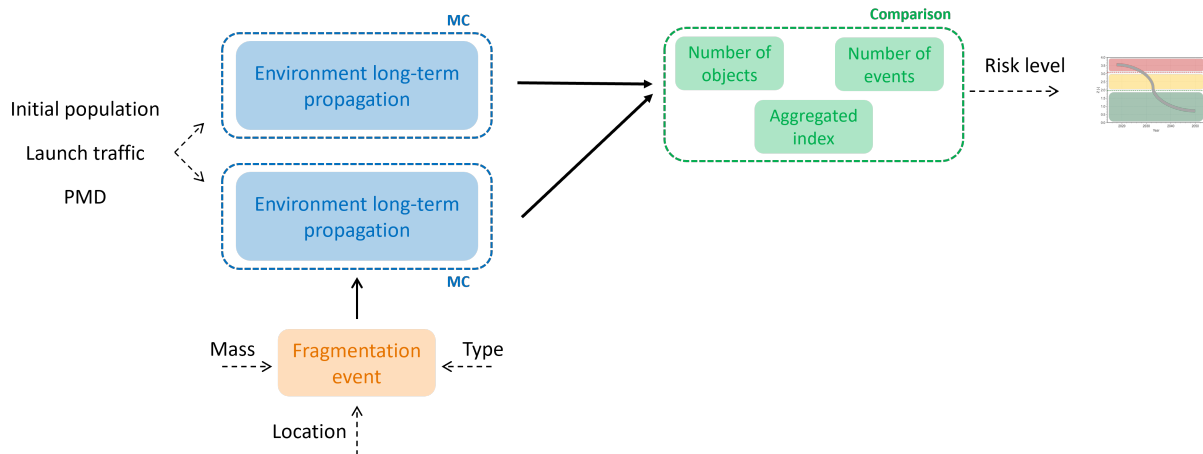 MC
Environment long-term
propagation
Initial population
Launch traffic
PMD
Environment long-term
propagation
MC
Mass
Fragmentation
event
Type
Location
Comparison
Number of
objects
Number of
events
Aggregated
index
Risk level
Year